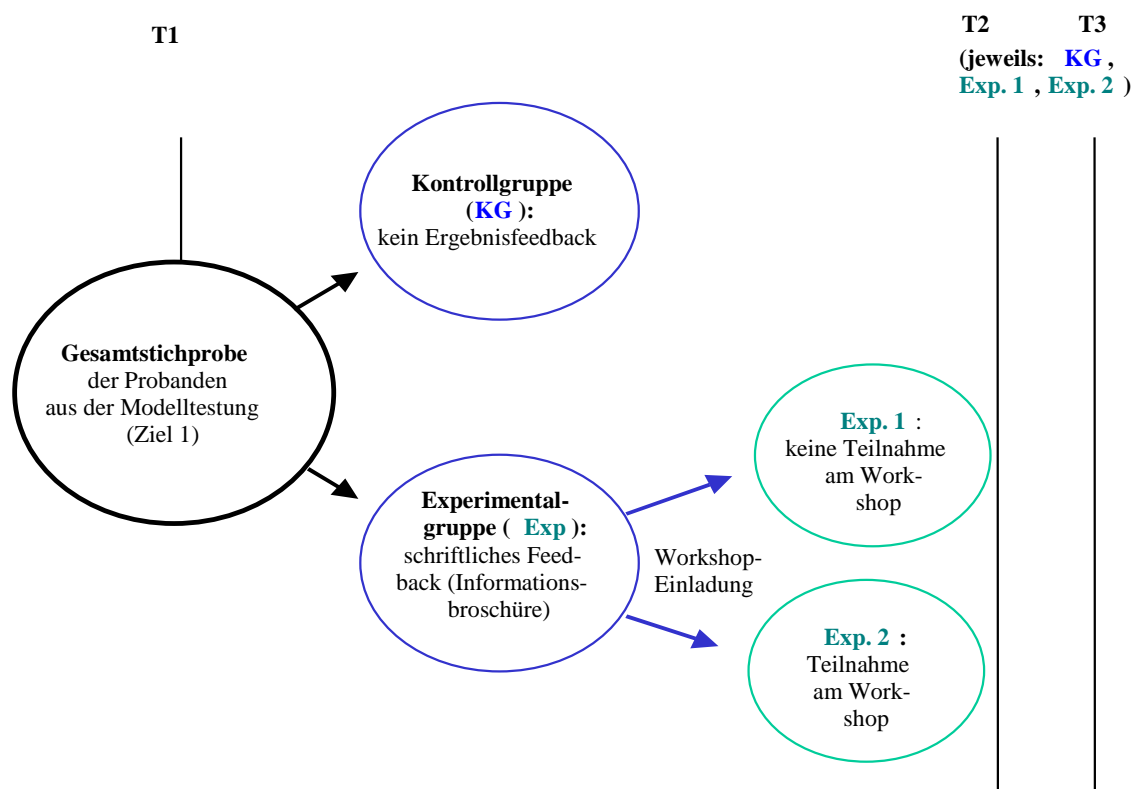 T1
T2 T3
(jeweils: KG ,
Exp. 1 , Exp. 2 )
Kontrollgruppe
(KG ):
kein Ergebnisfeedback
Gesamtstichprobe
der Probanden
aus der Modelltestung
(Ziel 1)
Experimental-
gruppe ( Exp ):
schriftliches Feed-
back (Informations-
broschüre)
Workshop-
Einladung
Exp. 1 :
keine Teilnahme
am Work-
shop
Exp. 2 :
Teilnahme
am Work-
shop